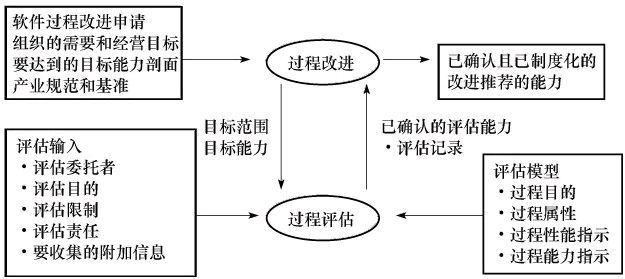 软件过程改进申请
组织的需要和经营目标
要达到的目标能力剖面
产业规范和基准
过程改进
已确认且已制度化的
改进推荐的能力
目标范围
目标能力
已确认的评估能力
·评估记录
评估输入
·评估委托者
·评估目的
·评估限制
·评估责任
·要收集的附加信息
过程评估
评估模型
·过程目的
·过程属性
·过程性能指示
·过程能力指示